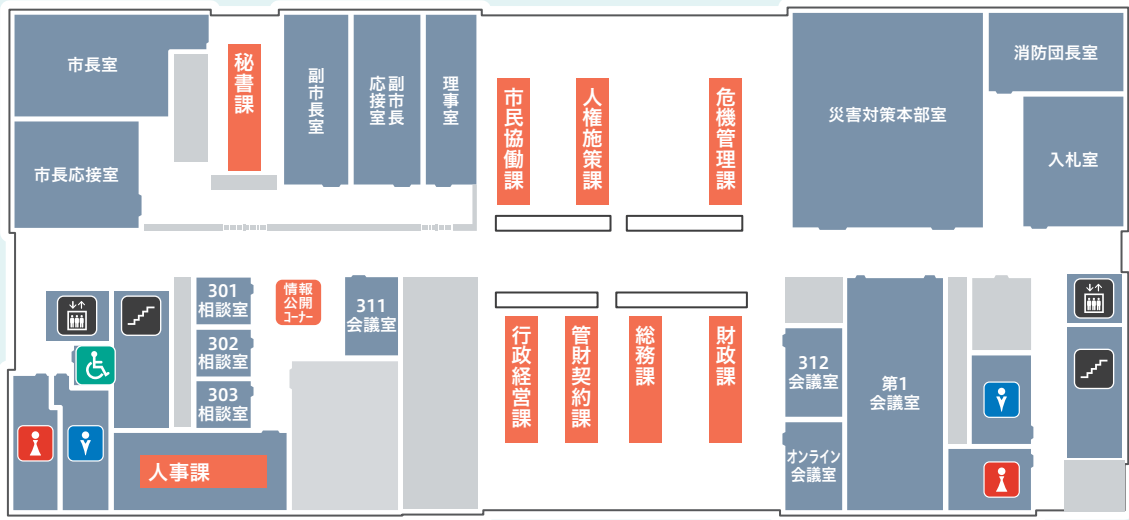 市長室
秘書課
副市長室
副市長
応接室
理事室
市民協働課
人権施策課
危機管理課
災害対策本部室
消防団長室
入札室
市長応接室
301
相談室
302
相談室
303
相談室
情報
公開
コーナー
311
会議室
行政経営課
管財契約課
総務課
財政課
312
会議室
オンライン
会議室
第1
会議室
人事課